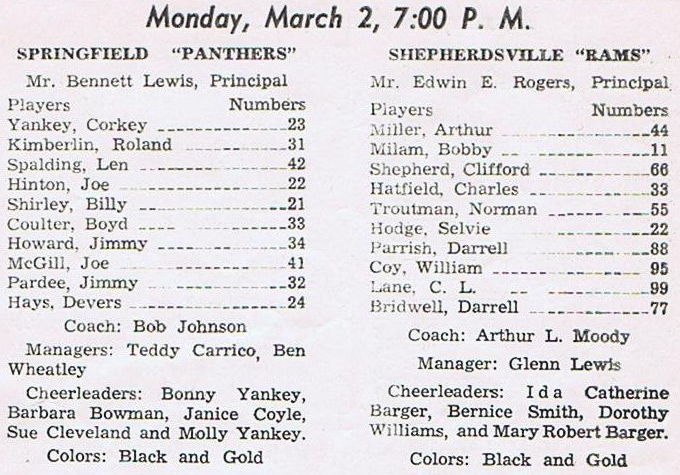 Monday, March 2, 7:00 P. M.
SPRINGFIELD "PANTHERS"
Mr. Bennett Lewis, Principal
Players Numbers
Yankey, Corkey 23
Kimberlin, Roland 31
Spalding, Len 42
Hinton, Joe 22
Shirley, Billy 21
Coulter, Boyd 33
Howard, Jimmy 34
McGill, Joe 41
Pardee, Jimmy 32
Hays, Devers 24
Coach: Bob Johnson
Managers: Teddy Carrico, Ben
Wheatley
Cheerleaders: Bonny Yankey,
Barbara Bowman, Janice Coyle,
Sue Cleveland and Molly Yankey.
Colors: Black and Gold
SHEPHERDSVILLE "RAMS"
Mr. Edwin E. Rogers, Principal
Players Numbers
Miller, Arthur 44
Milam, Bobby 11
Shepherd, Clifford 66
Hatfield, Charles 33
Troutman, Norman 55
Hodge, Selvie 22
Parrish, Darrell 88
Coy, William 95
Lane, C. L. 99
Bridwell, Darrell 77
Coach: Arthur L. Moody
Manager: Glenn Lewis
Cheerleaders: Ida Catherine
Barger, Bernice Smith, Dorothy
Williams, and Mary Robert Barger.
Colors: Black and Gold